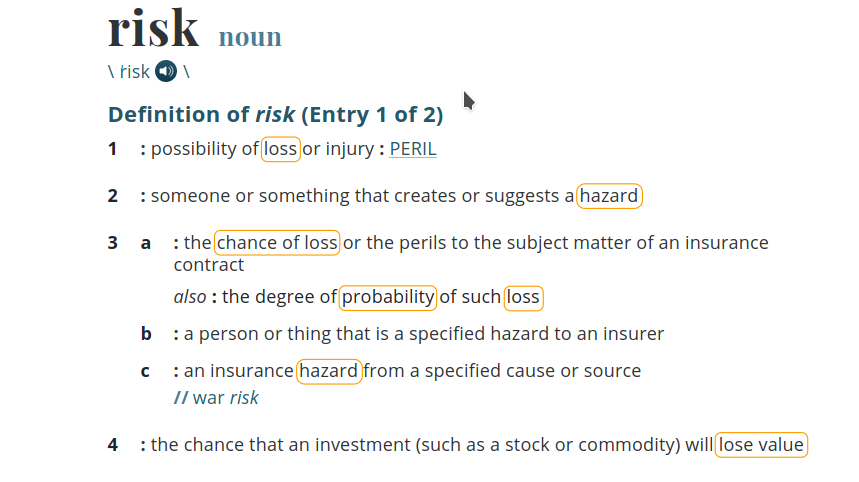 risk noun
\ ˈrisk \
Definition of risk (Entry 1 of 2)
1 : possibility of loss or injury : PERIL
2 : someone or something that creates or suggests a hazard
3 a : the chance of loss or the perils to the subject matter of an insurance
contract
also : the degree of probability of such loss
b : a person or thing that is a specified hazard to an insurer
c : an insurance hazard from a specified cause or source
// war risk
4 : the chance that an investment (such as a stock or commodity) will lose value